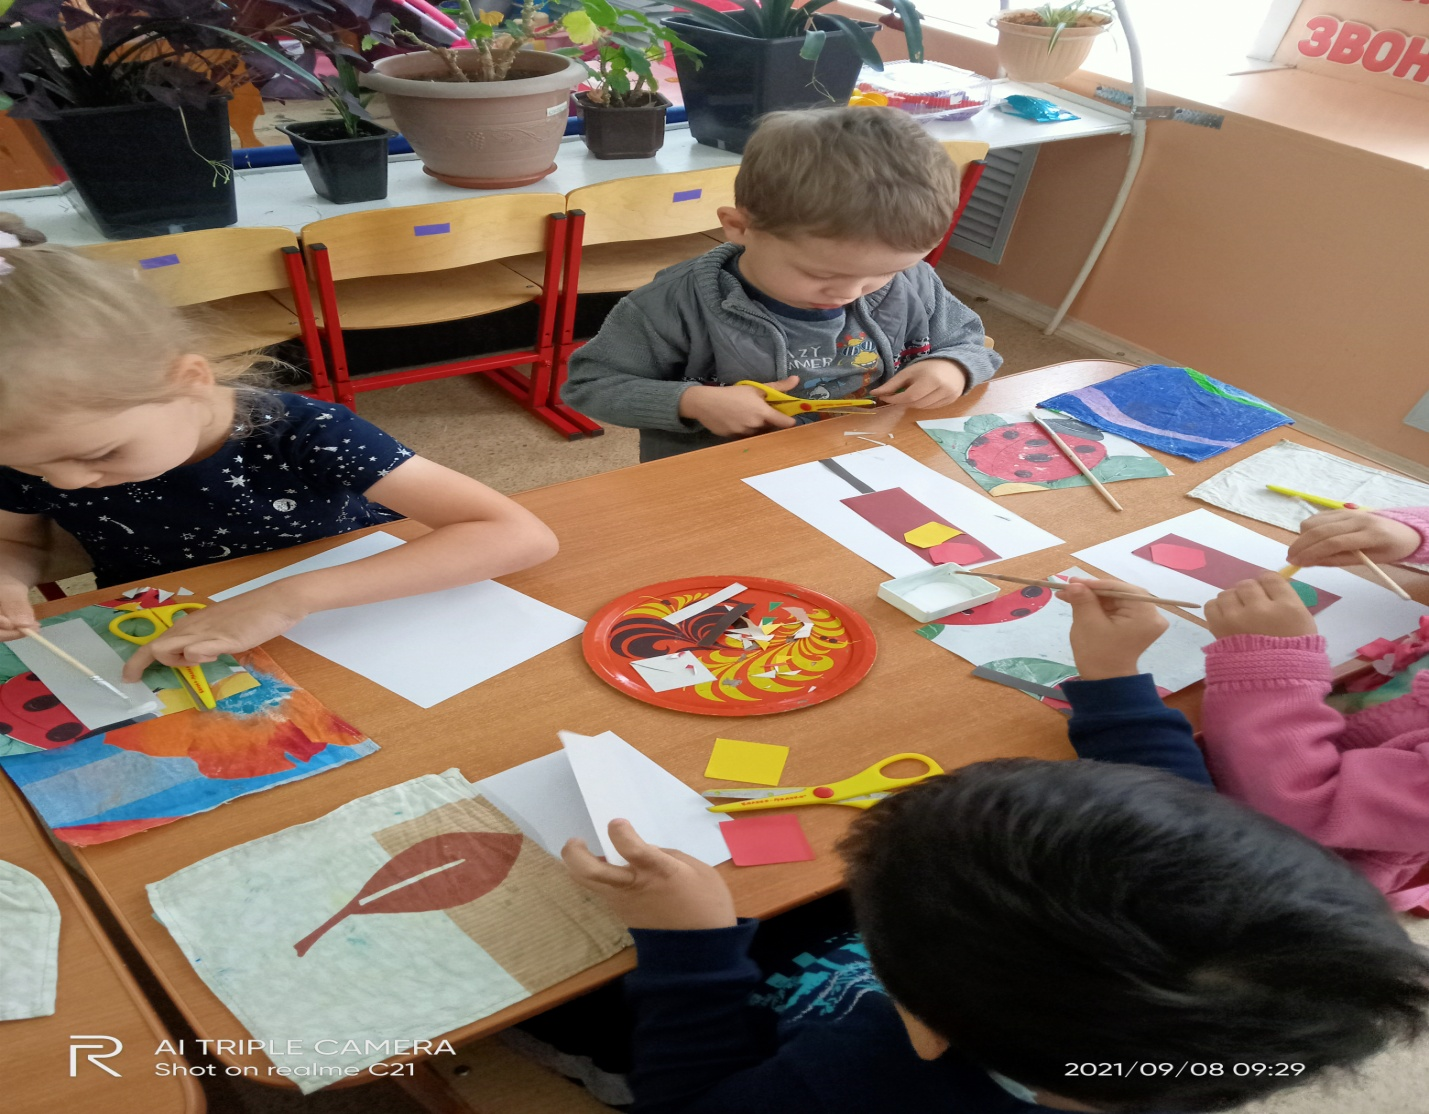 ЗВОН
AI TRIPLE CAMERA
Shot on realme C21
2021/09/08 09:29